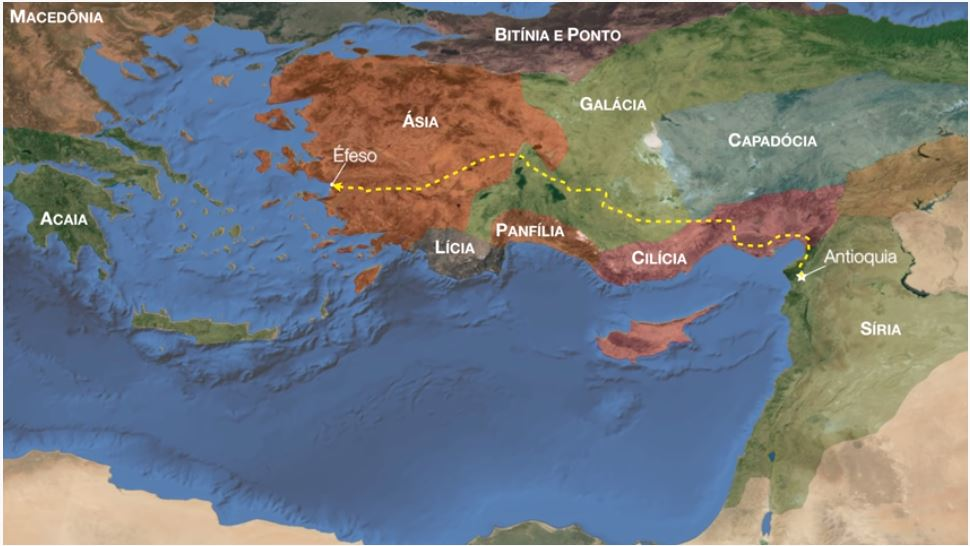 MACEDÔNIA
BITÍNIA E PONTO
GALÁCIA
ÁSIA
CAPADÓCIA
Éfeso
ACAIA
PANFÍLIA
LÍCIA
CILÍCIA
Antioquia
SÍRIA